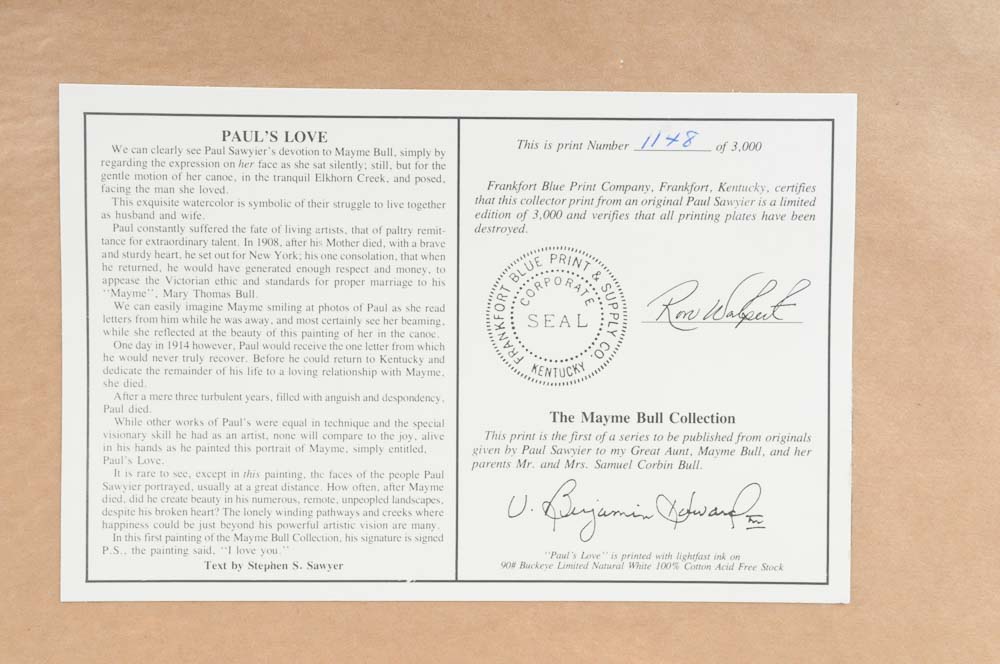 PAUL'S LOVE
We can clearly see Paul Sawyier's devotion to Mayme Bull, simply by
regarding the expression on her face as she sat silently; still, but for the
gentle motion of her canoe, in the tranquil Elkhorn Creek, and posed,
facing the man she loved.
This exquisite watercolor is symbolic of their struggle to live together
as husband and wife.
Paul constantly suffered the fate of living artists, that of paltry remit-
tance for extraordinary talent. In 1908, after his Mother died, with a brave
and sturdy heart, he set out for New York; his one consolation, that when
he returned, he would have generated enough respect and money, to
appease the Victorian ethic and standards for proper marriage to his
"Mayme", Mary Thomas Bull.
We can easily imagine Mayme smiling at photos of Paul as she read
letters from him while he was away, and most certainly see her beaming,
while she reflected at the beauty of this painting of her in the canoe.
One day in 1914 however, Paul would receive the one letter from which
he would never truly recover. Before he could return to Kentucky and
dedicate the remainder of his life to a loving relationship with Mayme,
she died.
After a mere three turbulent years, filled with anguish and despondency,
Paul died.
While other works of Paul's were equal in technique and the special
visionary skill he had as an artist, none will compare to the joy, alive
in his hands as he painted this portrait of Mayme, simply entitled,
Paul's Love.
It is rare to see, except in this painting, the faces of the people Paul
Sawyier portrayed, usually at a great distance. How often, after Mayme
died, did he create beauty in his numerous, remote, unpeopled landscapes,
despite his broken heart? The lonely winding pathways and creeks where
happiness could be just beyond his powerful artistic vision are many.
In this first painting of the Mayme Bull Collection, his signature is signed
P.S., the painting said, "I love you."
Text by Stephen S. Sawyer
This is print Number 1148 of 3,000
Frankfort Blue Print Company, Frankfort, Kentucky, certifies
that this collector print from an original Paul Sawyier is a limited
edition of 3,000 and verifies that all printing plates have been
destroyed.
FRANKFORT BLUE PRINT & SUPPLY CO.
CORPORATE
SEAL
KENTUCKY
Ron Walpert
The Mayme Bull Collection
This print is the first of a series to be published from originals
given by Paul Sawyier to my Great Aunt, Mayme Bull, and her
parents Mr. and Mrs. Samuel Corbin Bull.
U. Benjamin Howard III
"Paul's Love" is printed with lightfast ink on
90# Buckeye Limited Natural White 100% Cotton Acid Free Stock